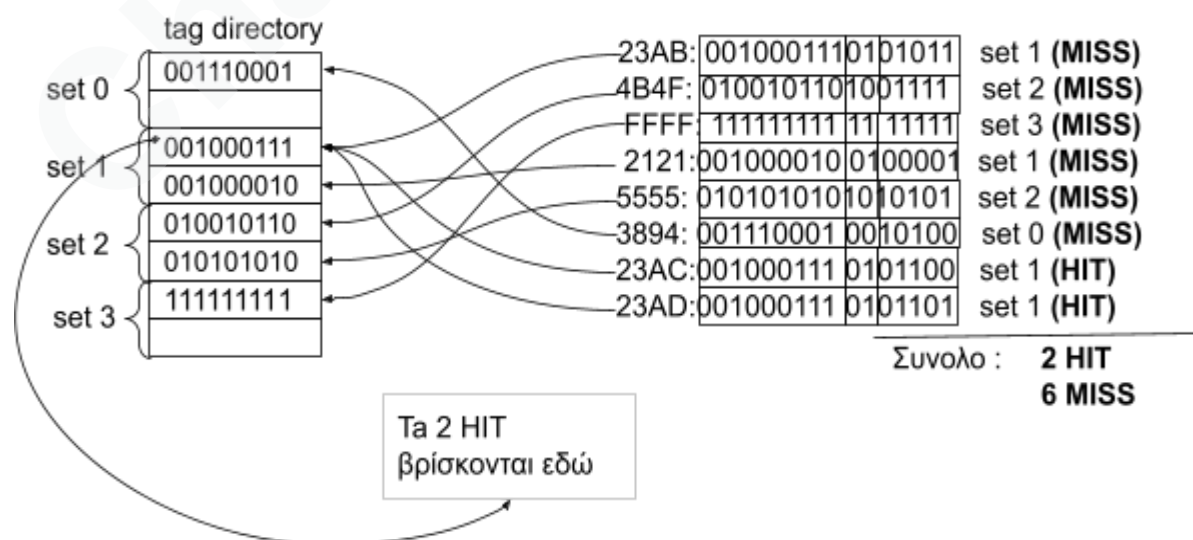 tag directory
set 0
001110001
set 1
001000111
001000010
set 2
010010110
010101010
set 3
111111111
23AB: 001000111 01 01011 set 1 (MISS)
4B4F: 010010110 10 01111 set 2 (MISS)
FFFF: 111111111 11 11111 set 3 (MISS)
2121: 001000010 01 00001 set 1 (MISS)
5555: 010101010 10 10101 set 2 (MISS)
3894: 001110001 00 10100 set 0 (MISS)
23AC: 001000111 01 01100 set 1 (HIT)
23AD: 001000111 01 01101 set 1 (HIT)
Συνολο : 2 HIT
6 MISS
Τα 2 HIT
βρίσκονται εδώ